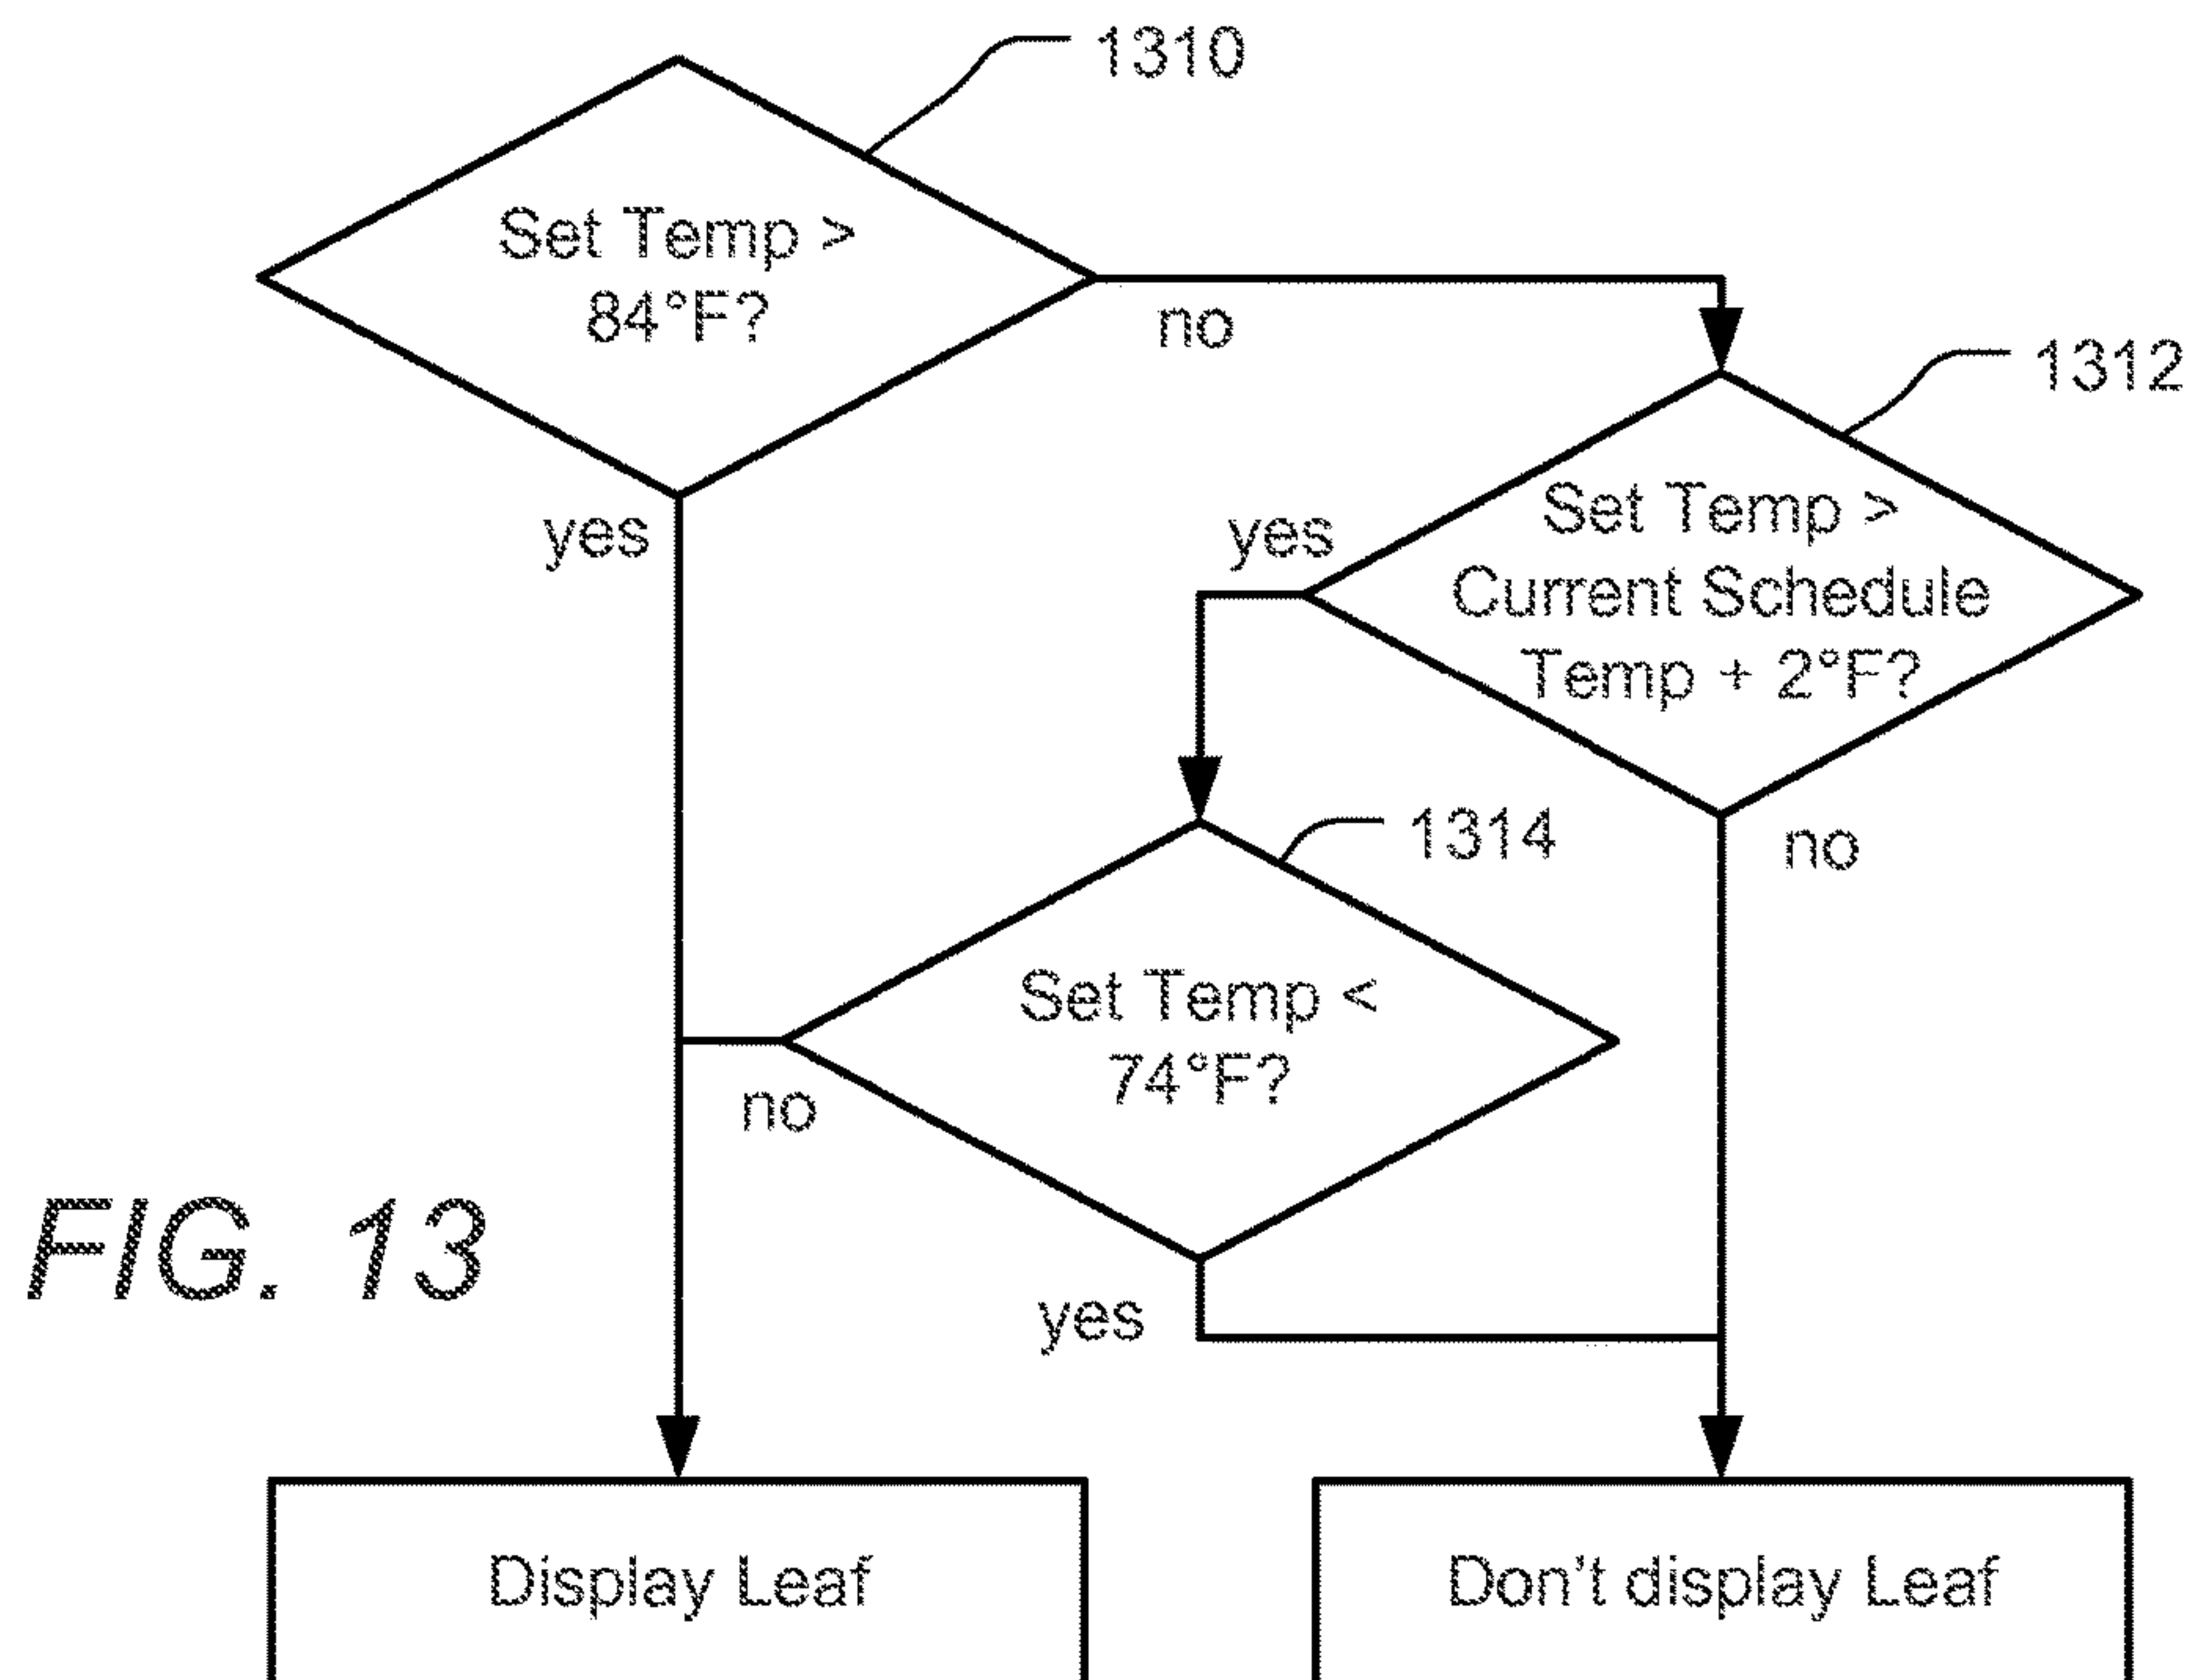 1310
Set Temp >
84°F?
no
yes
1312
Set Temp >
Current Schedule
Temp + 2°F?
yes
no
1314
Set Temp <
74°F?
no
yes
FIG. 13
Display Leaf
Don't display Leaf